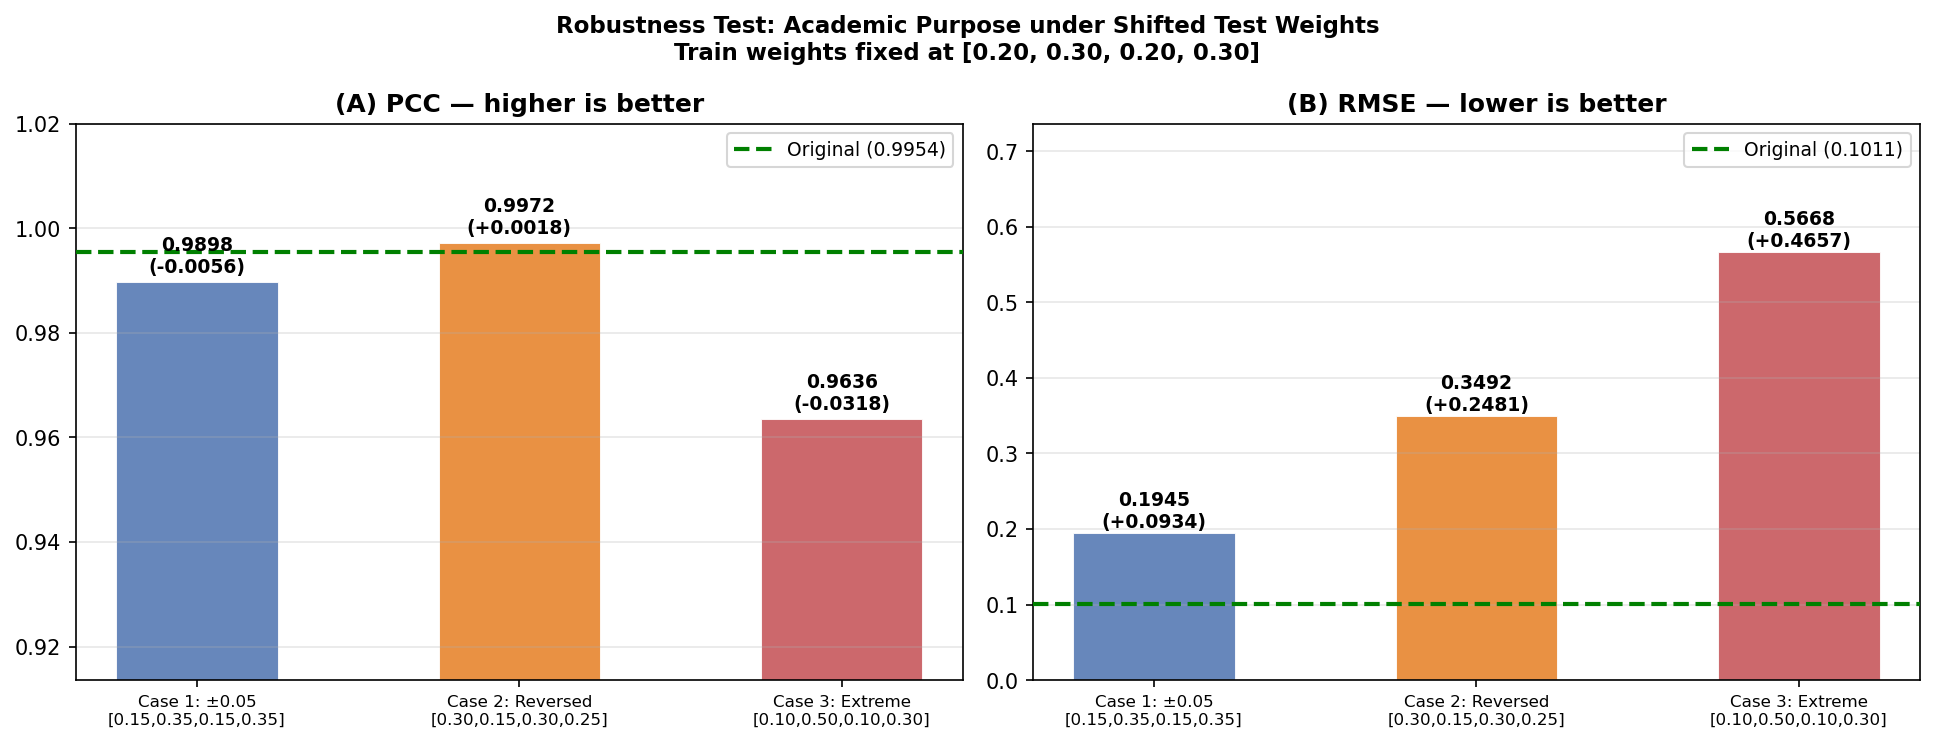 Robustness Test: Academic Purpose under Shifted Test Weights
Train weights fixed at [0.20, 0.30, 0.20, 0.30]
(A) PCC — higher is better
1.02
1.00
0.98
0.96
0.94
0.92
Original (0.9954)
0.9898
(-0.0056)
0.9972
(+0.0018)
0.9636
(-0.0318)
Case 1: ±0.05
[0.15,0.35,0.15,0.35]
Case 2: Reversed
[0.30,0.15,0.30,0.25]
Case 3: Extreme
[0.10,0.50,0.10,0.30]
(B) RMSE — lower is better
0.7
0.6
0.5
0.4
0.3
0.2
0.1
0.0
Original (0.1011)
0.1945
(+0.0934)
0.3492
(+0.2481)
0.5668
(+0.4657)
Case 1: ±0.05
[0.15,0.35,0.15,0.35]
Case 2: Reversed
[0.30,0.15,0.30,0.25]
Case 3: Extreme
[0.10,0.50,0.10,0.30]